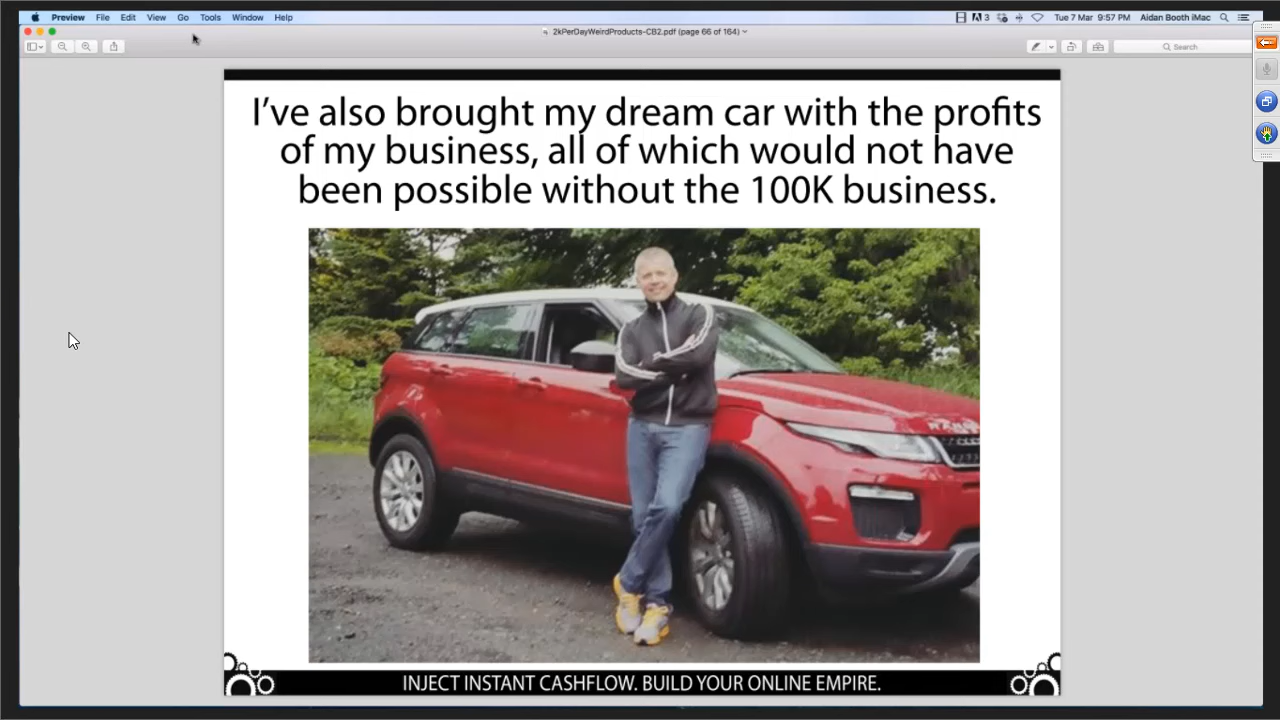 Preview File Edit View Go Tools Window Help
3 Tue 7 Mar 9:57 PM Aidan Booth iMac
2kPerDayWeirdProducts-CB2.pdf (page 66 of 164)
Search
I've also brought my dream car with the profits
of my business, all of which would not have
been possible without the 100K business.
INJECT INSTANT CASHFLOW. BUILD YOUR ONLINE EMPIRE.